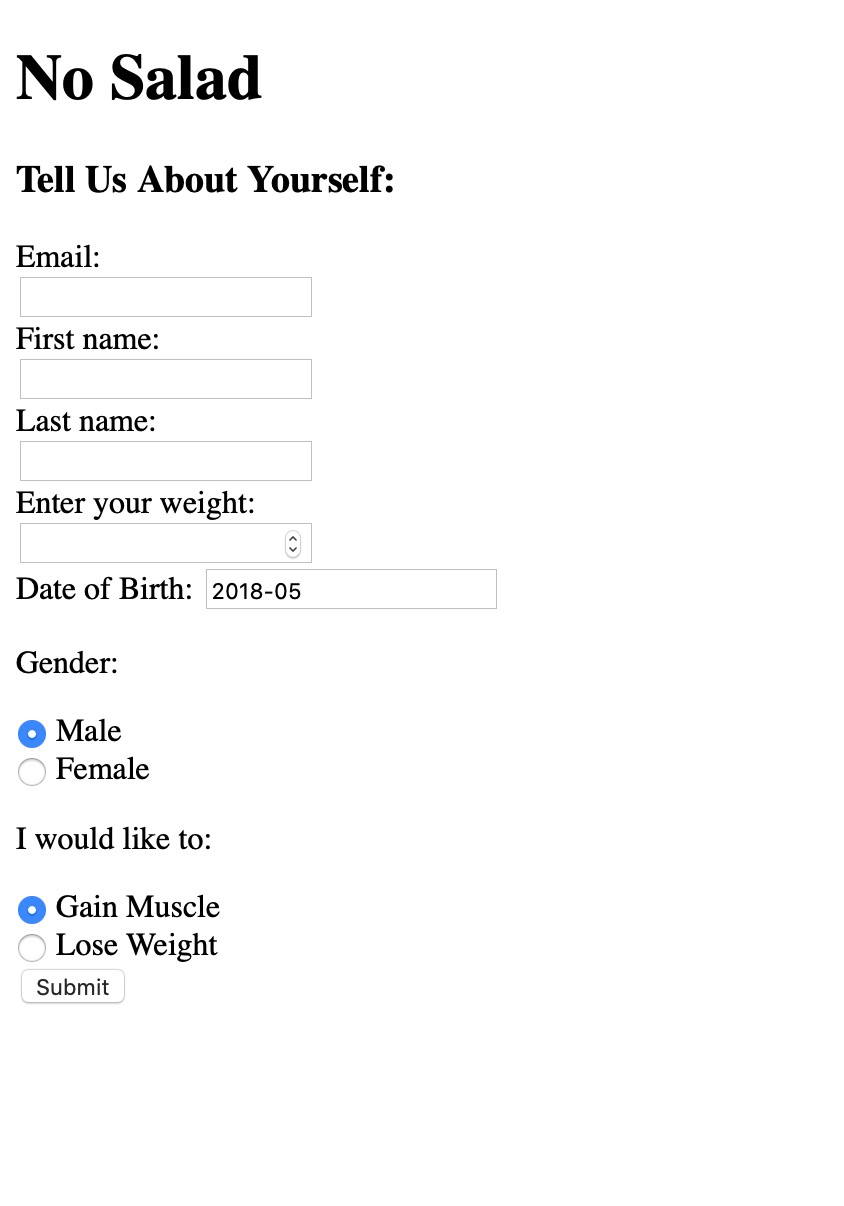 No Salad
Tell Us About Yourself:
Email:
First name:
Last name:
Enter your weight:
Date of Birth: 2018-05
Gender:
Male
Female
I would like to:
Gain Muscle
Lose Weight
Submit